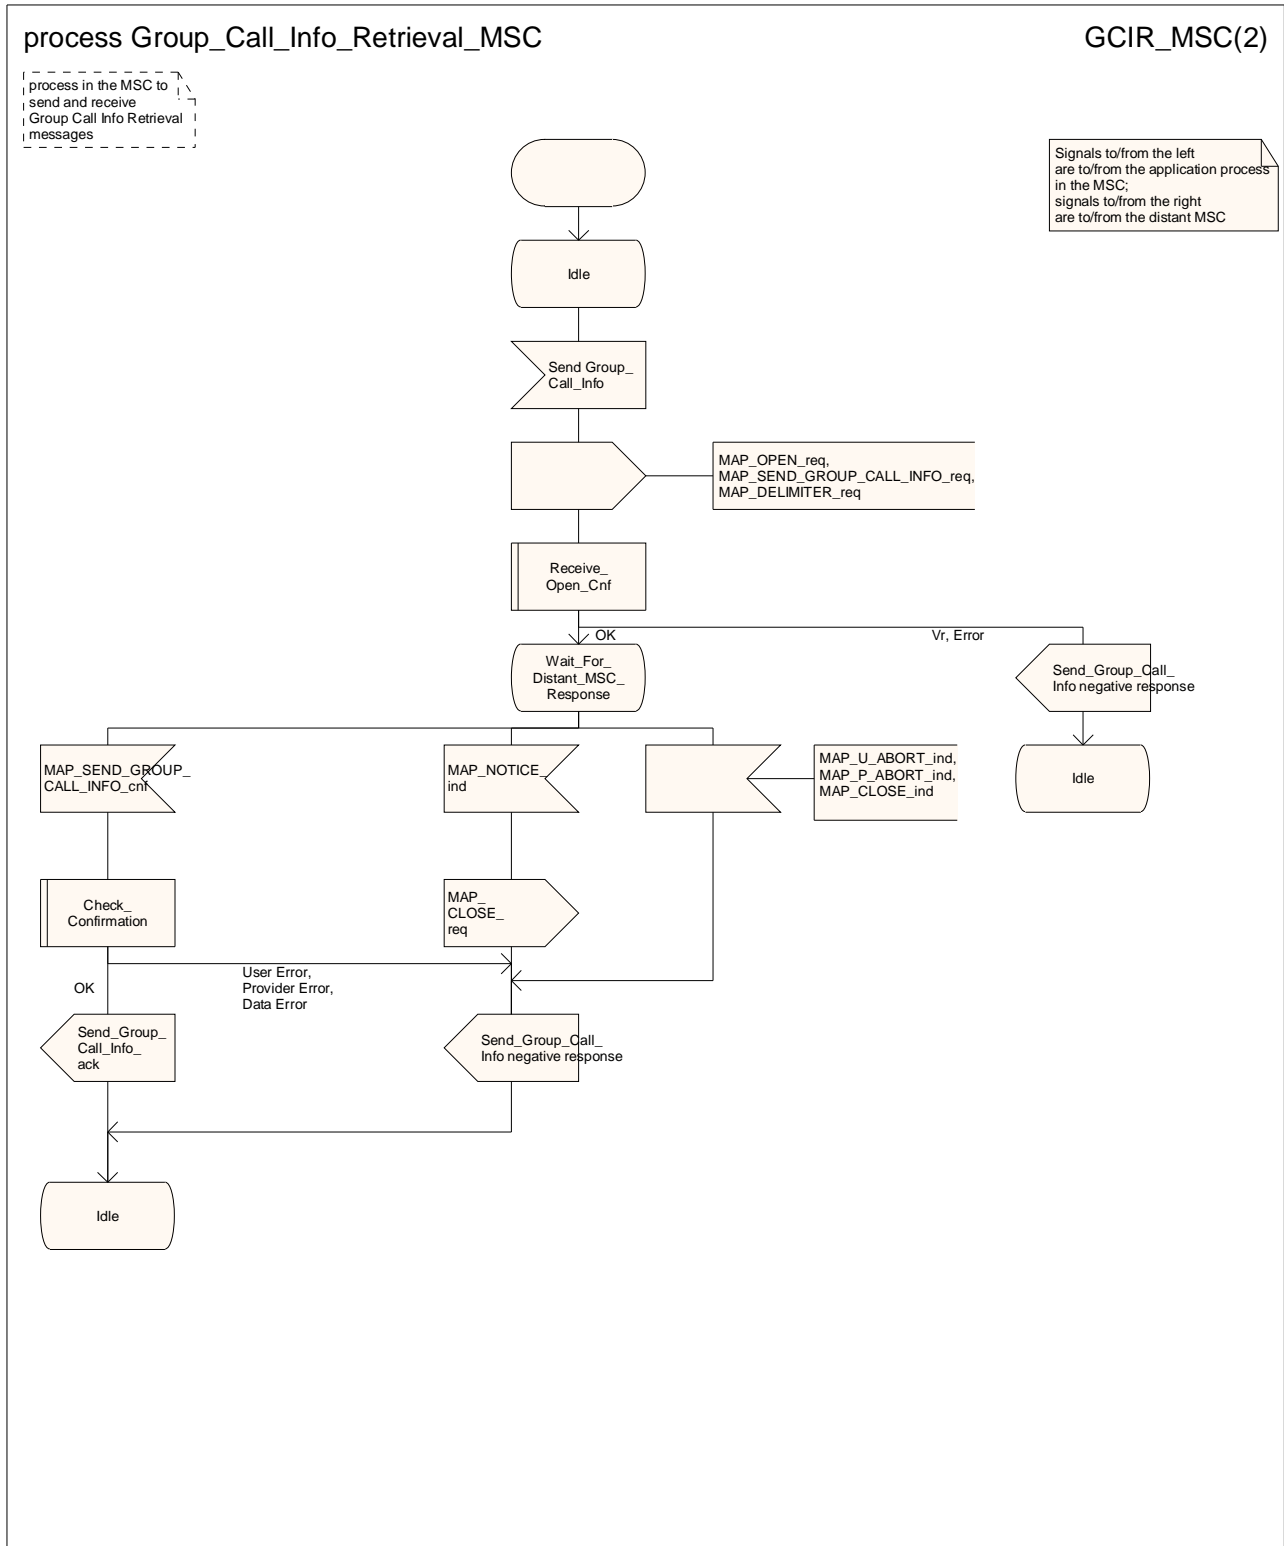 process Group_Call_Info_Retrieval_MSC
GCIR_MSC(2)
process in the MSC to
send and receive
Group Call Info Retrieval
messages
Signals to/from the left
are to/from the application process
in the MSC;
signals to/from the right
are to/from the distant MSC
Idle
Send Group_
Call_Info
MAP_OPEN_req,
MAP_SEND_GROUP_CALL_INFO_req,
MAP_DELIMITER_req
Receive_
Open_Cnf
OK
Vr, Error
Wait_For_
Distant_MSC_
Response
Send_Group_Call_
Info negative response
MAP_SEND_GROUP_
CALL_INFO_cnf
MAP_NOTICE_
ind
MAP_U_ABORT_ind,
MAP_P_ABORT_ind,
MAP_CLOSE_ind
Idle
Check_
Confirmation
MAP_
CLOSE_
req
User Error,
Provider Error,
Data Error
OK
Send_Group_
Call_Info_
ack
Send_Group_Call_
Info negative response
Idle